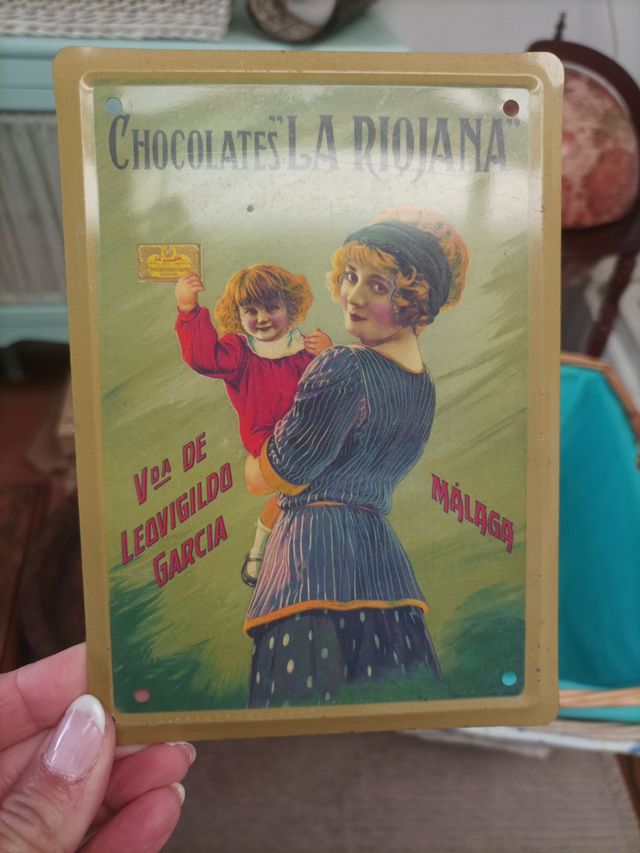 CHOCOLATES "LA RIOJANA"
VDA DE
LEOVIGILDO
GARCIA
MÁLAGA